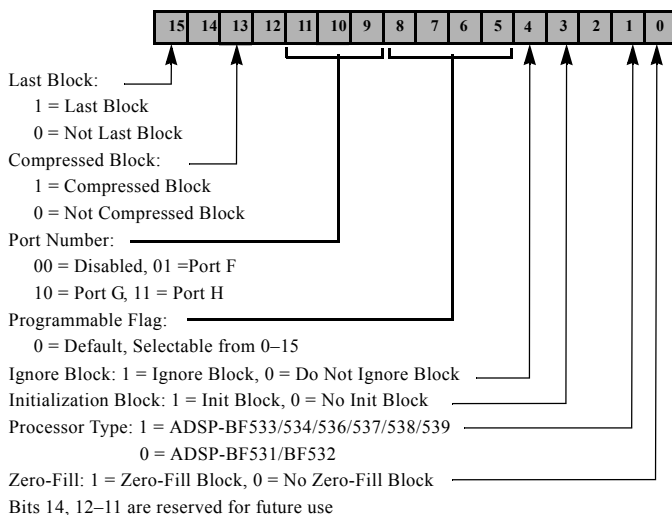 15 14 13 12 11 10 9 8 7 6 5 4 3 2 1 0
Last Block:
1 = Last Block
0 = Not Last Block
Compressed Block:
1 = Compressed Block
0 = Not Compressed Block
Port Number:
00 = Disabled, 01 =Port F
10 = Port G, 11 = Port H
Programmable Flag:
0 = Default, Selectable from 0–15
Ignore Block: 1 = Ignore Block, 0 = Do Not Ignore Block
Initialization Block: 1 = Init Block, 0 = No Init Block
Processor Type: 1 = ADSP-BF533/534/536/537/538/539
0 = ADSP-BF531/BF532
Zero-Fill: 1 = Zero-Fill Block, 0 = No Zero-Fill Block
Bits 14, 12–11 are reserved for future use